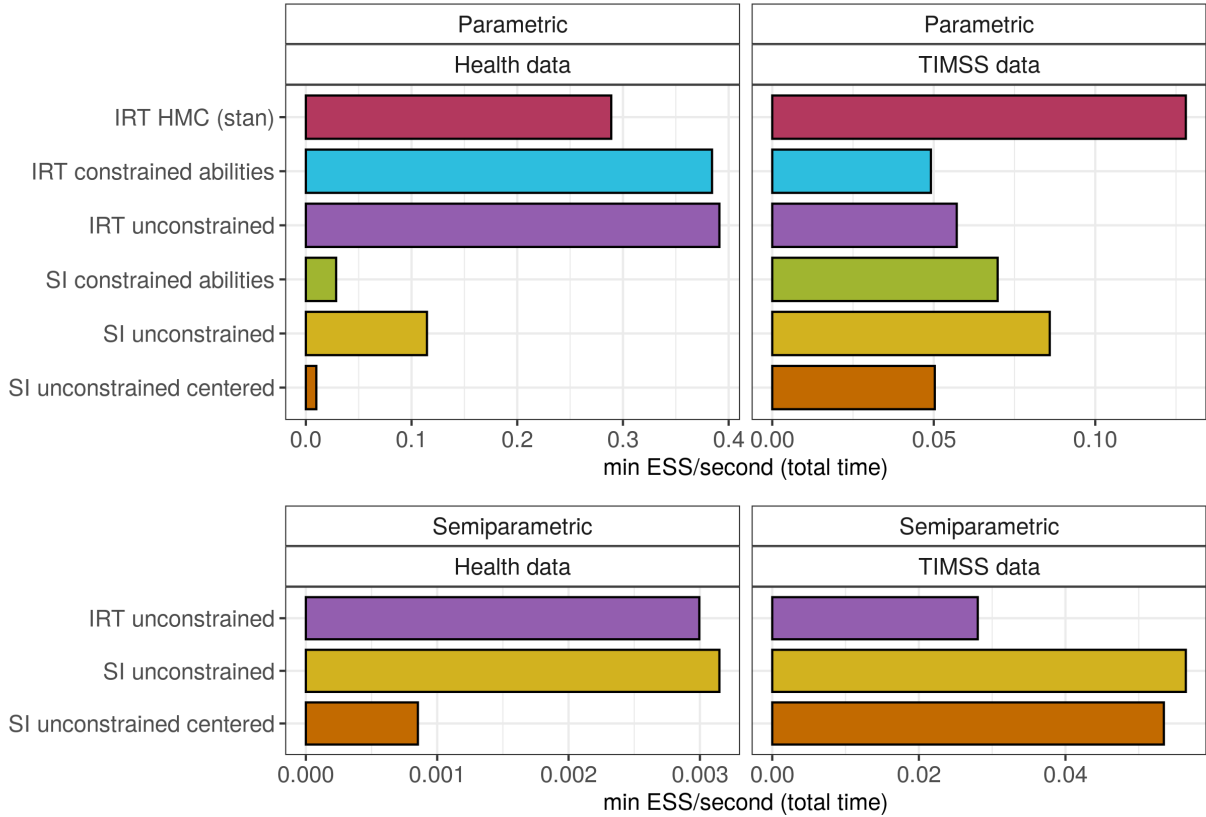 Parametric Parametric
Health data TIMSS data
IRT HMC (stan)
IRT constrained abilities
IRT unconstrained
SI constrained abilities
SI unconstrained
SI unconstrained centered
0.0 0.1 0.2 0.3 0.4 0.00 0.05 0.10
min ESS/second (total time)
Semiparametric Semiparametric
Health data TIMSS data
IRT unconstrained
SI unconstrained
SI unconstrained centered
0.000 0.001 0.002 0.003 0.00 0.02 0.04
min ESS/second (total time)